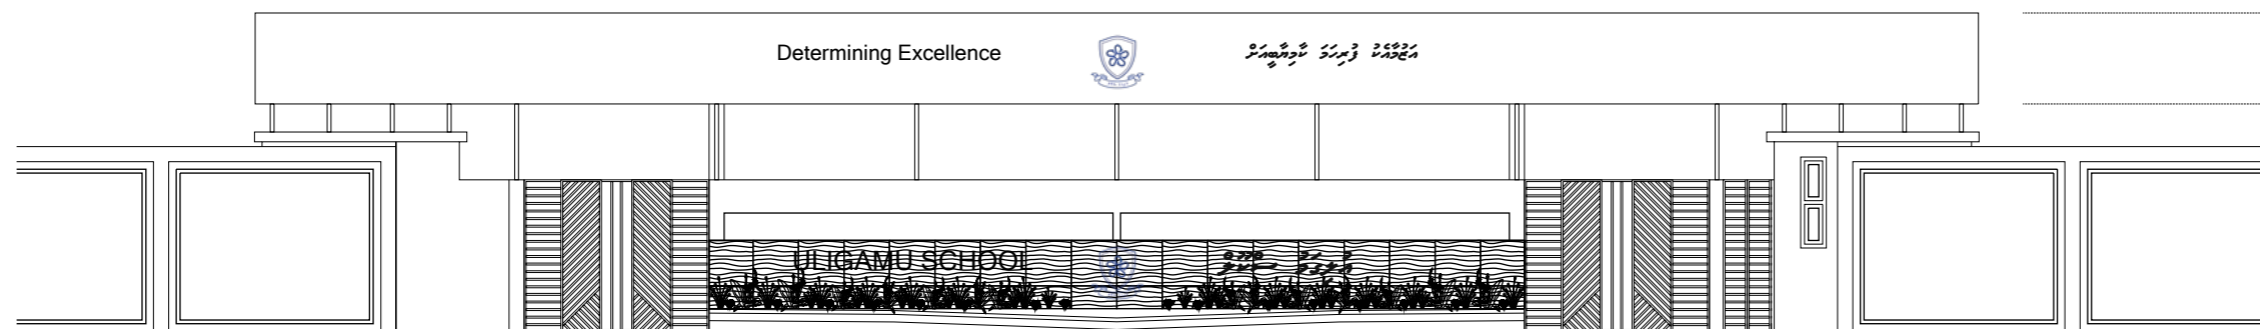 Determining Excellence
އަޒުމާއެކު ފުރިހަމަ ކާމިޔާބީއަށް
ULIGAMU SCHOOL
އުލިގަމު ސްކޫލް